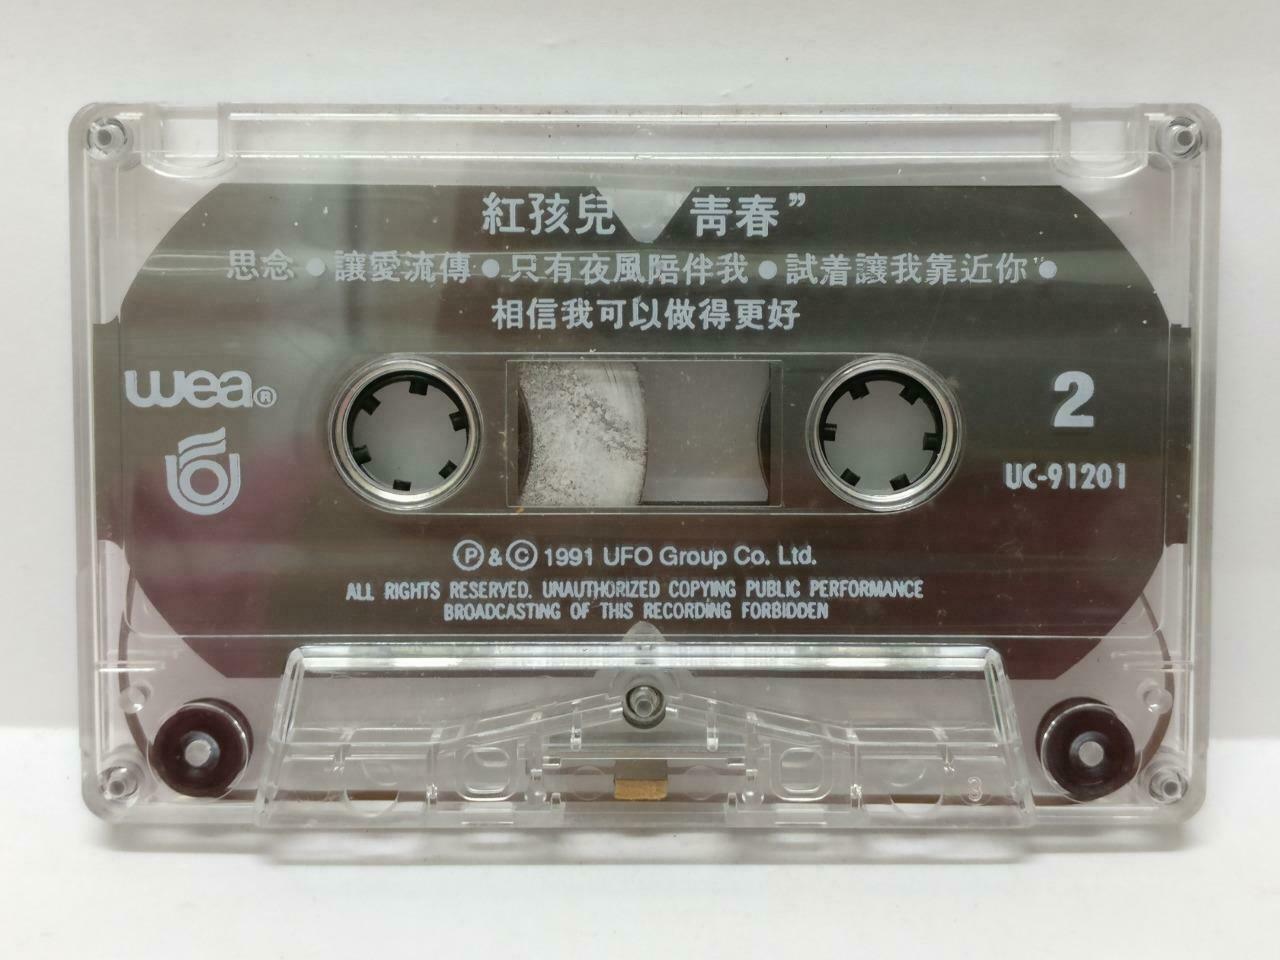 紅孩兒 青春”
思念•讓愛流傳•只有夜風陪伴我•試着讓我靠近你"•
相信我可以做得更好
wea®
2
UC-91201
Ⓟ & © 1991 UFO Group Co. Ltd.
ALL RIGHTS RESERVED. UNAUTHORIZED COPYING PUBLIC PERFORMANCE
BROADCASTING OF THIS RECORDING FORBIDDEN
3